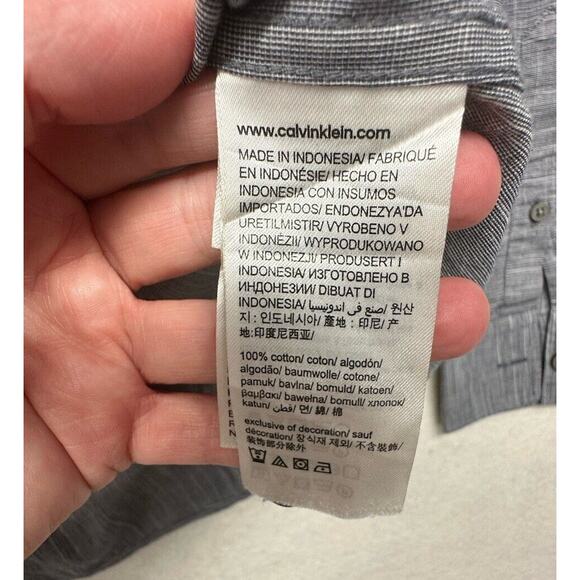 www.calvinklein.com
MADE IN INDONESIA/ FABRIQUÉ
EN INDONÉSIE/ HECHO EN
INDONESIA CON INSUMOS
IMPORTADOS/ ENDONEZYA'DA
URETILMISTIR/ VYROBENO V
INDONÉZII/ WYPRODUKOWANO
W INDONEZJI/ PRODUSERT I
INDONESIA/ ИЗГОТОВЛЕНО В
ИНДОНЕЗИИ/ DIBUAT DI
INDONESIA/ صنع في اندونيسيا/ 원산
지 : 인도네시아/ 產地 : 印尼/ 产
地:印度尼西亚/
100% cotton/ coton/ algodón/
algodão/ baumwolle/ cotone/
pamuk/ bavlna/ bomuld/ katoen/
βαμβακι/ bawełna/ bomull/ хлопок/
katun/ قطن/ 면/ 綿/ 棉
exclusive of decoration/ sauf
décoration/ 장식재 제외/ 不含裝飾/
装饰部分除外